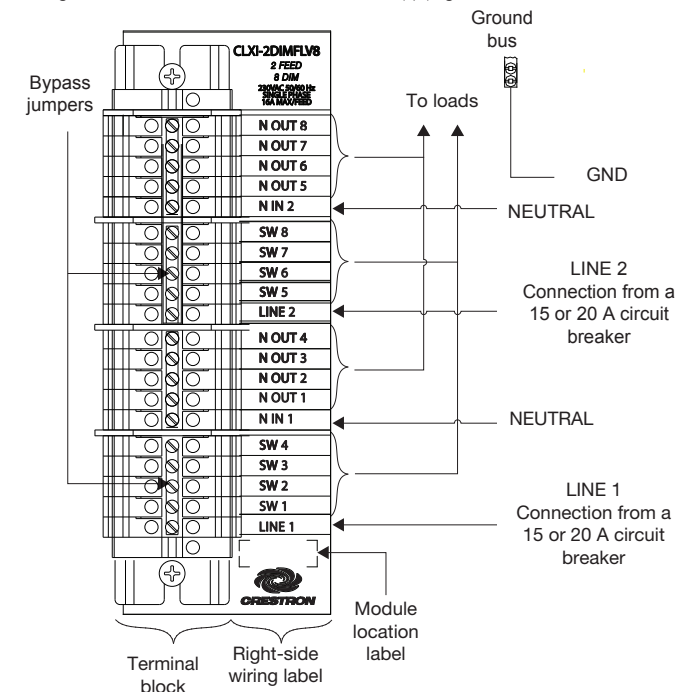 CLXI-2DIMFLV8
2 FEED
8 DIM
230VAC 50/60 Hz
SINGLE PHASE
16A MAX/FEED
Ground
bus
Bypass
jumpers
To loads
GND
N OUT 8
N OUT 7
N OUT 6
N OUT 5
N IN 2
NEUTRAL
SW 8
SW 7
SW 6
SW 5
LINE 2
LINE 2
Connection from a
15 or 20 A circuit
breaker
N OUT 4
N OUT 3
N OUT 2
N OUT 1
N IN 1
NEUTRAL
SW 4
SW 3
SW 2
SW 1
LINE 1
LINE 1
Connection from a
15 or 20 A circuit
breaker
CRESTRON
Module
location
label
Terminal
block
Right-side
wiring label